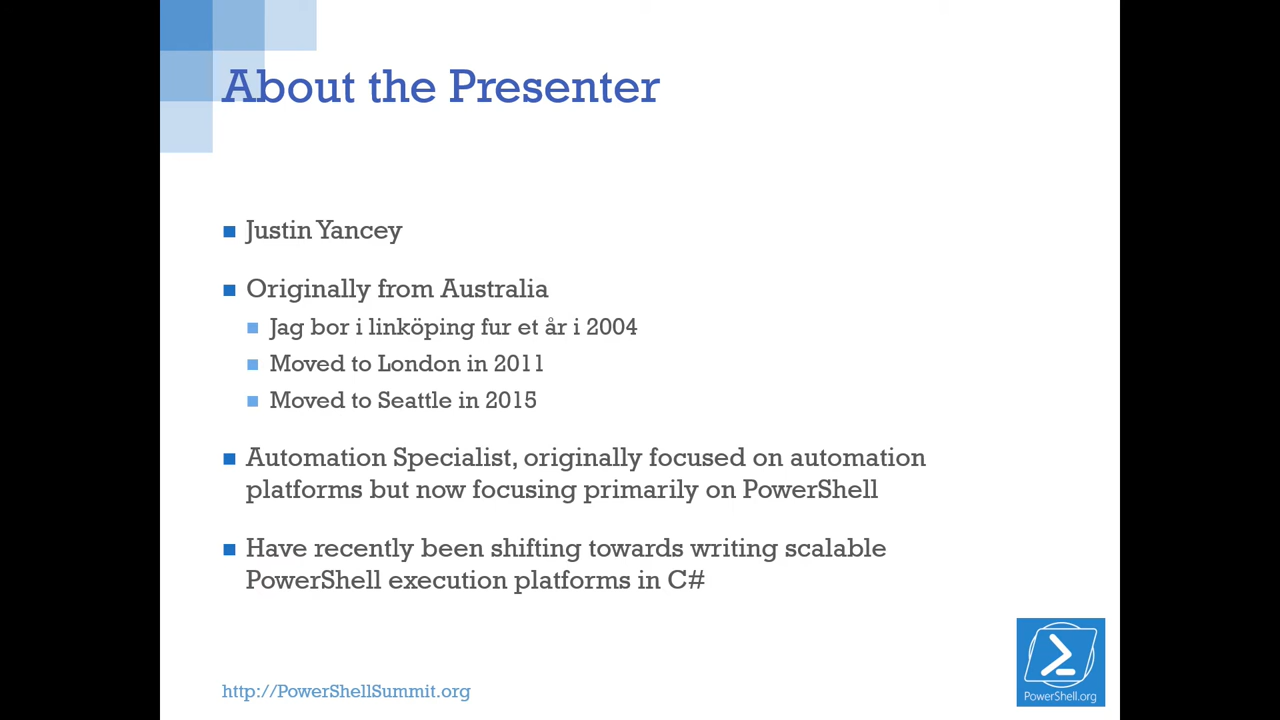 About the Presenter
Justin Yancey
Originally from Australia
Jag bor i linköping fur et år i 2004
Moved to London in 2011
Moved to Seattle in 2015
Automation Specialist, originally focused on automation
platforms but now focusing primarily on PowerShell
Have recently been shifting towards writing scalable
PowerShell execution platforms in C#
http://PowerShellSummit.org
PowerShell.org